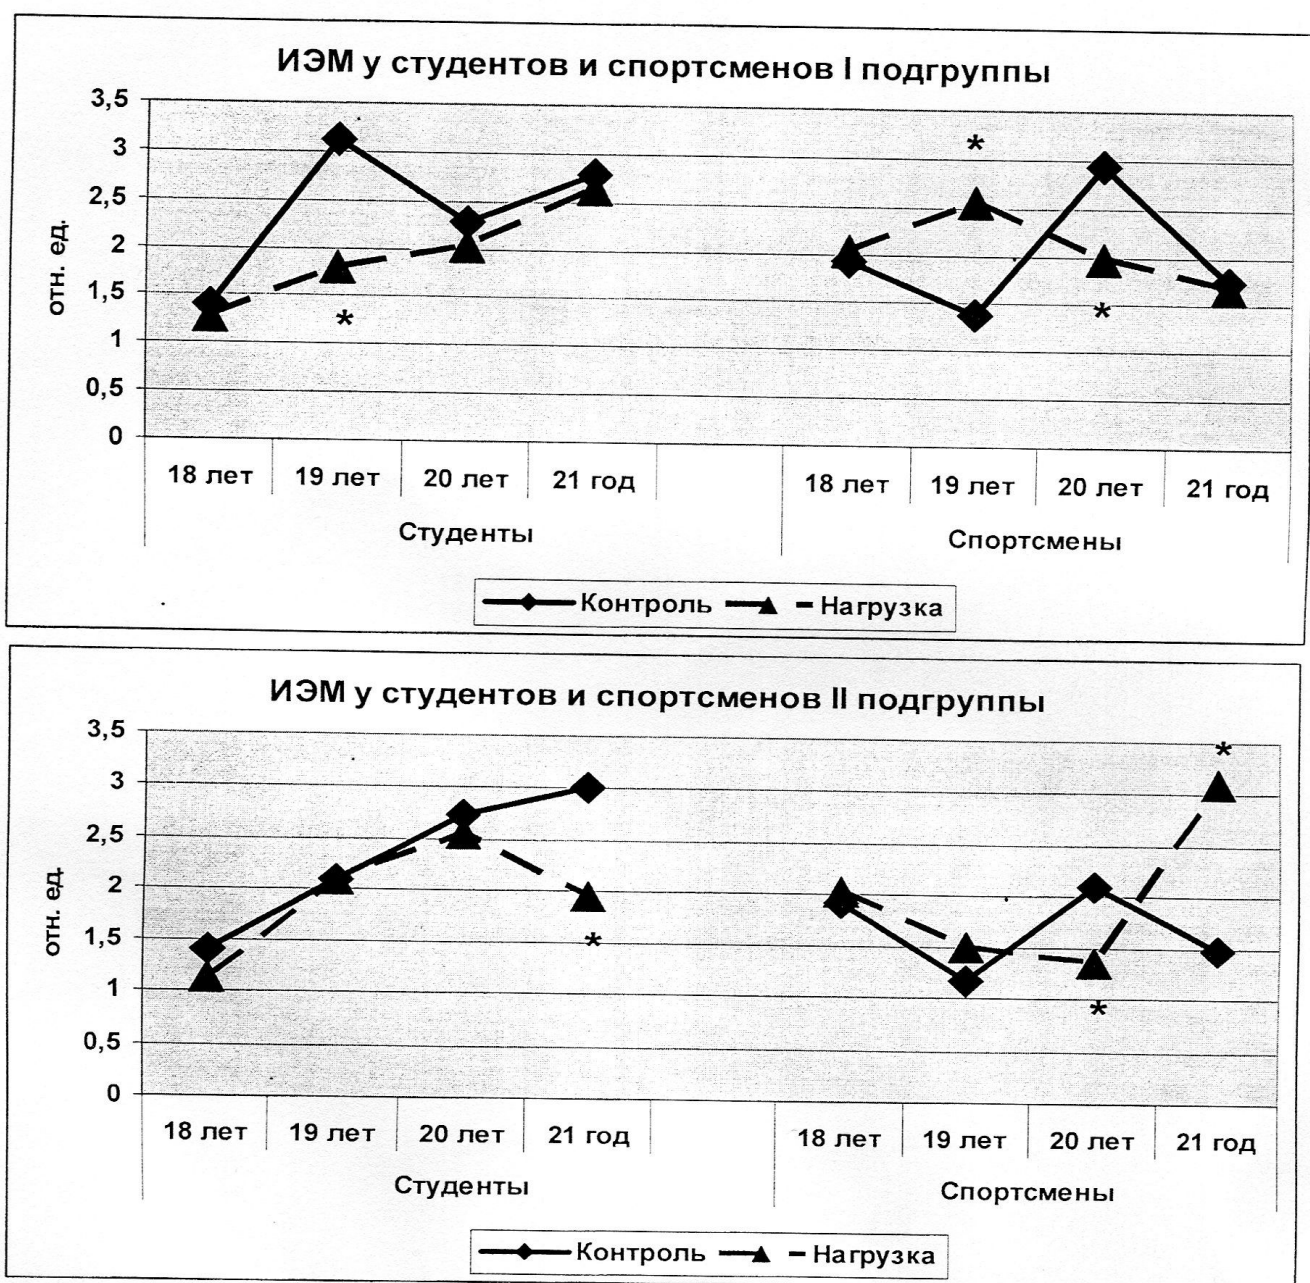 ИЭМ у студентов и спортсменов I подгруппы
3,5
3
2,5
2
1,5
1
0,5
0
отн. ед.
*
*
*
18 лет 19 лет 20 лет 21 год 18 лет 19 лет 20 лет 21 год
Студенты Спортсмены
Контроль Нагрузка
ИЭМ у студентов и спортсменов II подгруппы
3,5
3
2,5
2
1,5
1
0,5
0
отн. ед.
*
*
*
18 лет 19 лет 20 лет 21 год 18 лет 19 лет 20 лет 21 год
Студенты Спортсмены
Контроль Нагрузка